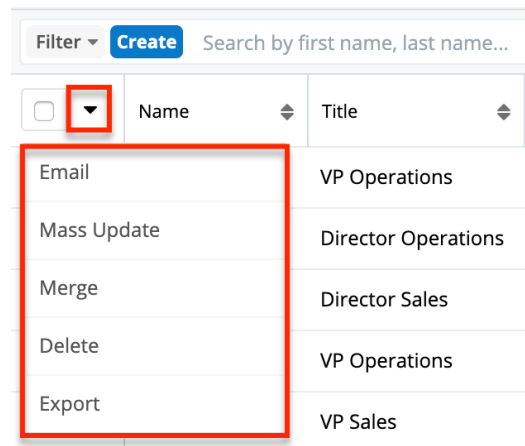 Filter Create Search by first name, last name...
Name Title
Email VP Operations
Mass Update Director Operations
Merge Director Sales
Delete VP Operations
Export VP Sales